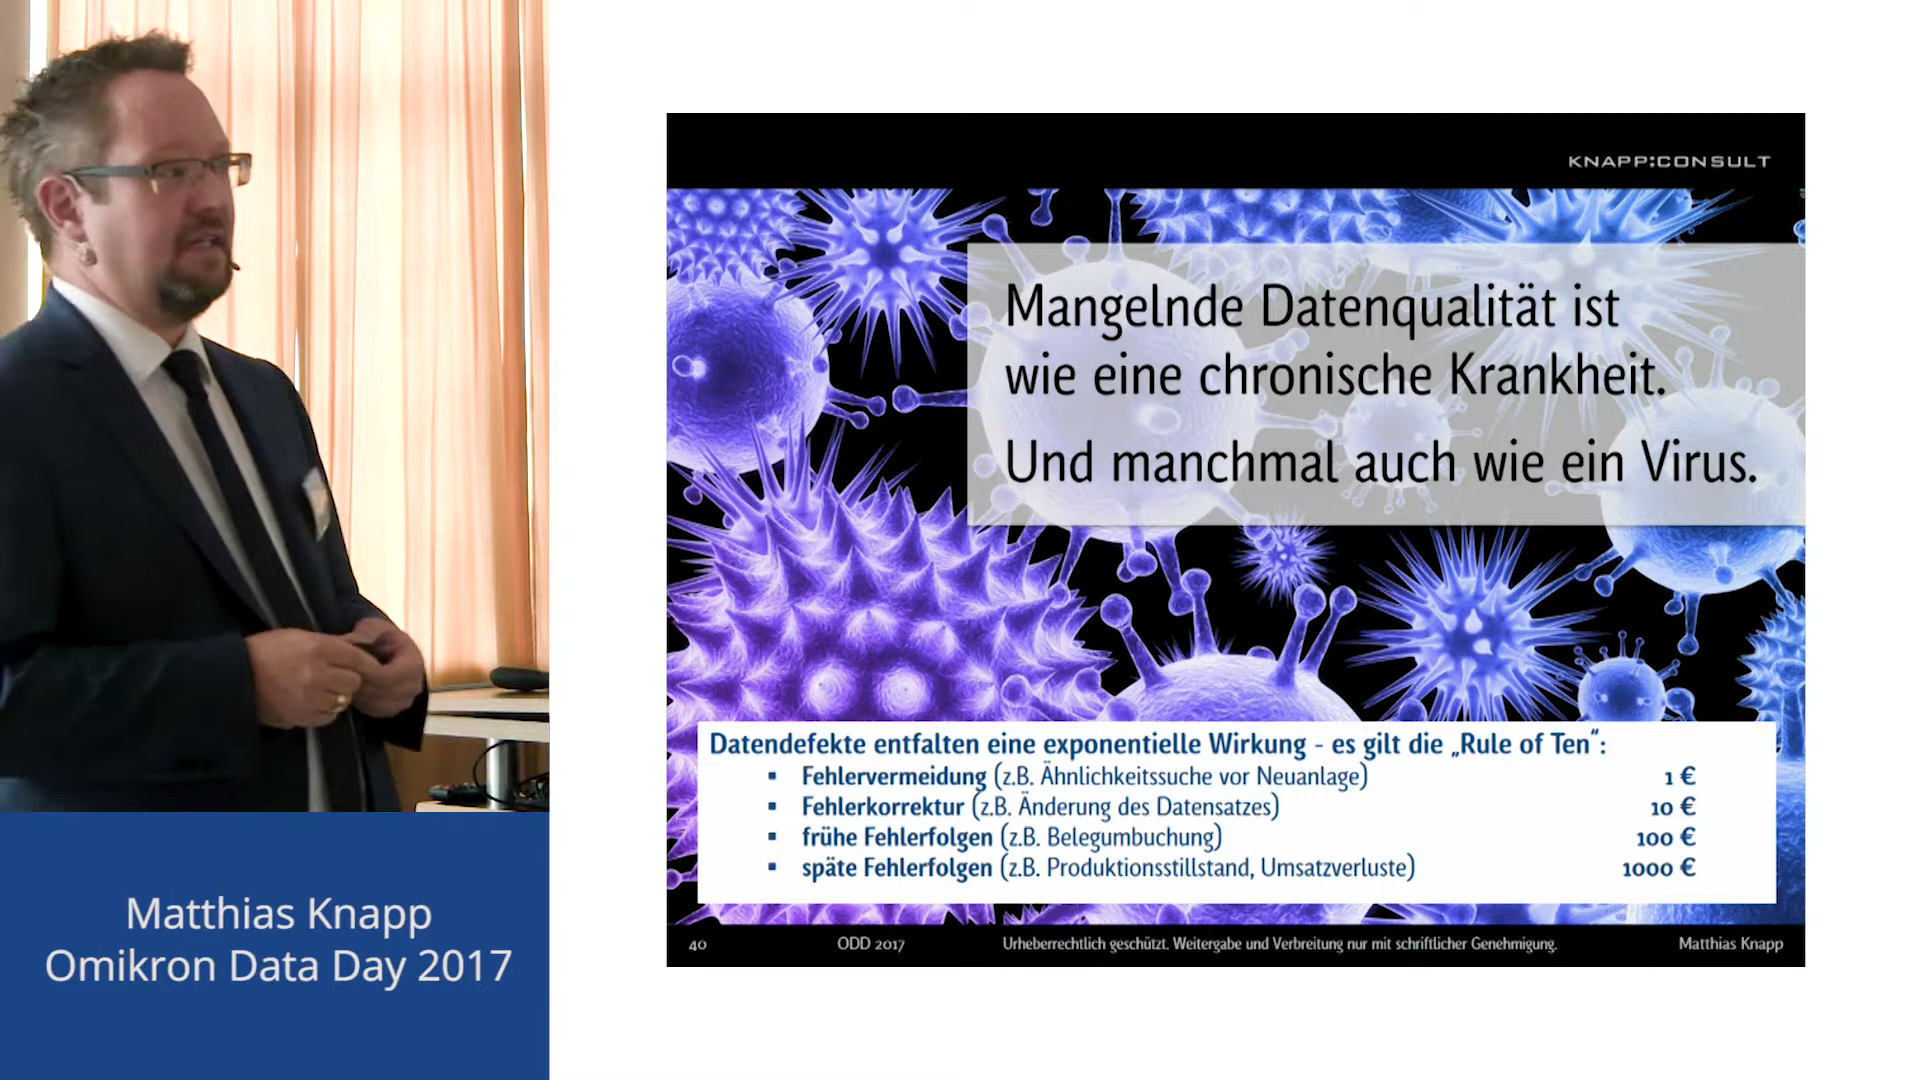 KNAPP:CONSULT
Mangelnde Datenqualität ist
wie eine chronische Krankheit.
Und manchmal auch wie ein Virus.
Datendefekte entfalten eine exponentielle Wirkung - es gilt die „Rule of Ten“:
▪ Fehlervermeidung (z.B. Ähnlichkeitssuche vor Neuanlage) 1 €
▪ Fehlerkorrektur (z.B. Änderung des Datensatzes) 10 €
▪ frühe Fehlerfolgen (z.B. Belegumbuchung) 100 €
▪ späte Fehlerfolgen (z.B. Produktionsstillstand, Umsatzverluste) 1000 €
40 ODD 2017 Urheberrechtlich geschützt. Weitergabe und Verbreitung nur mit schriftlicher Genehmigung. Matthias Knapp
Matthias Knapp
Omikron Data Day 2017